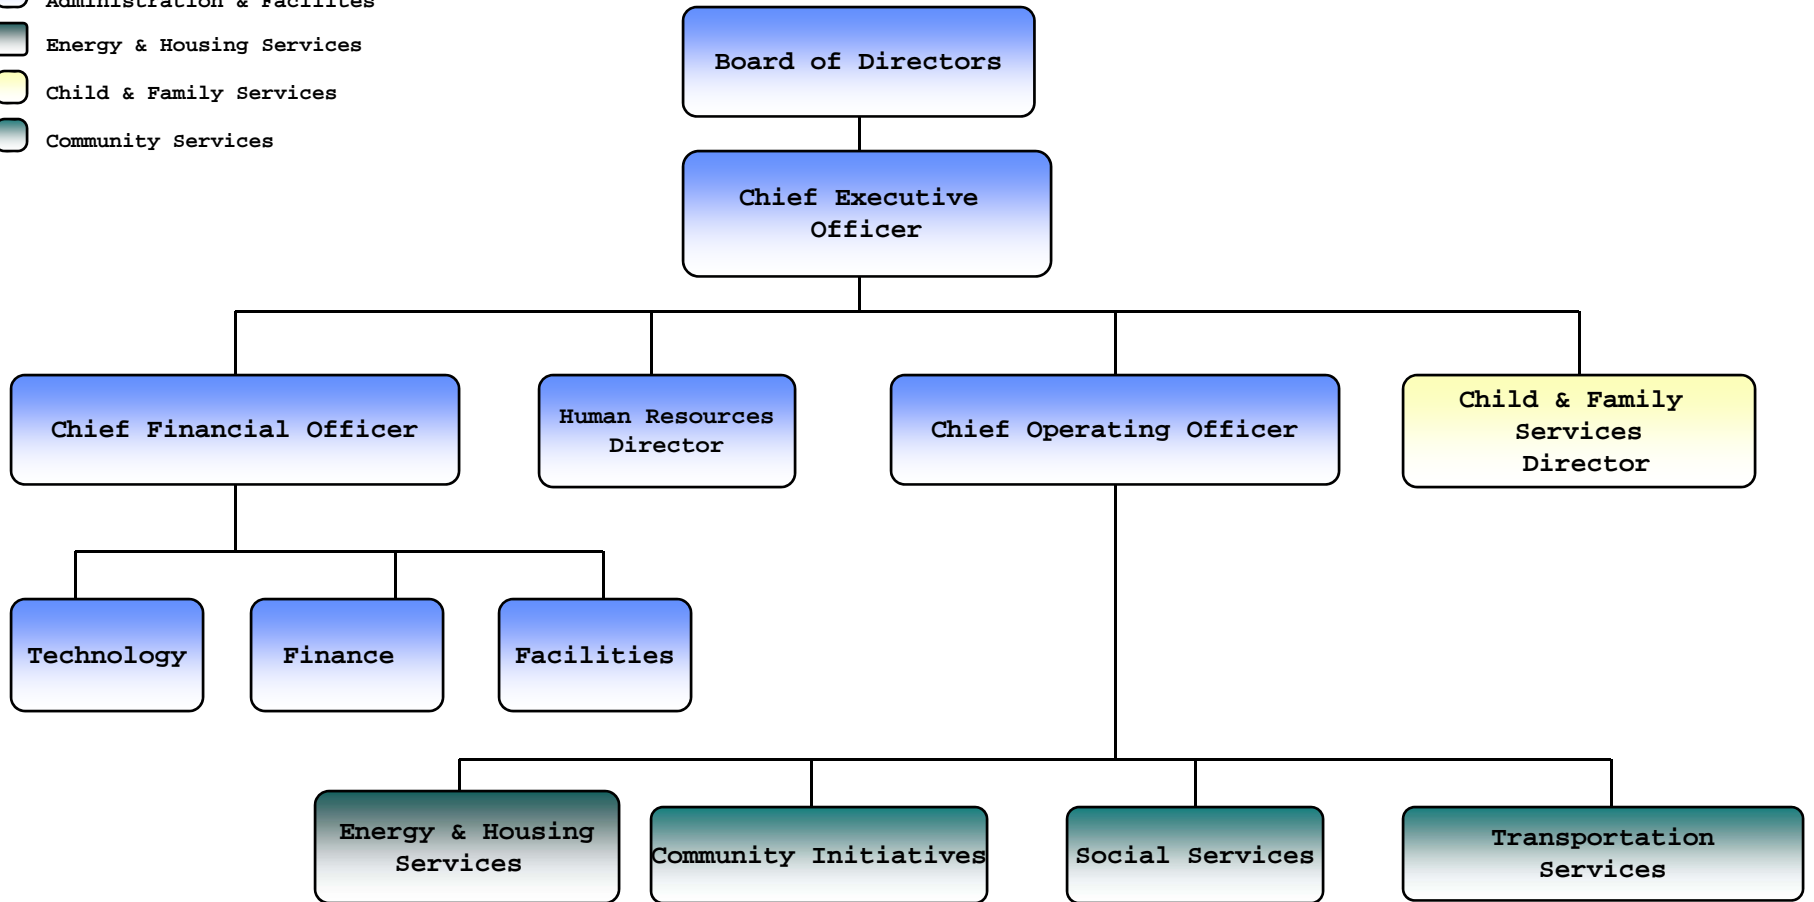 Administration & Facilites
Energy & Housing Services
Child & Family Services
Community Services
Board of Directors
Chief Executive
Officer
Chief Financial Officer
Human Resources
Director
Chief Operating Officer
Child & Family
Services
Director
Technology
Finance
Facilities
Energy & Housing
Services
Community Initiatives
Social Services
Transportation
Services